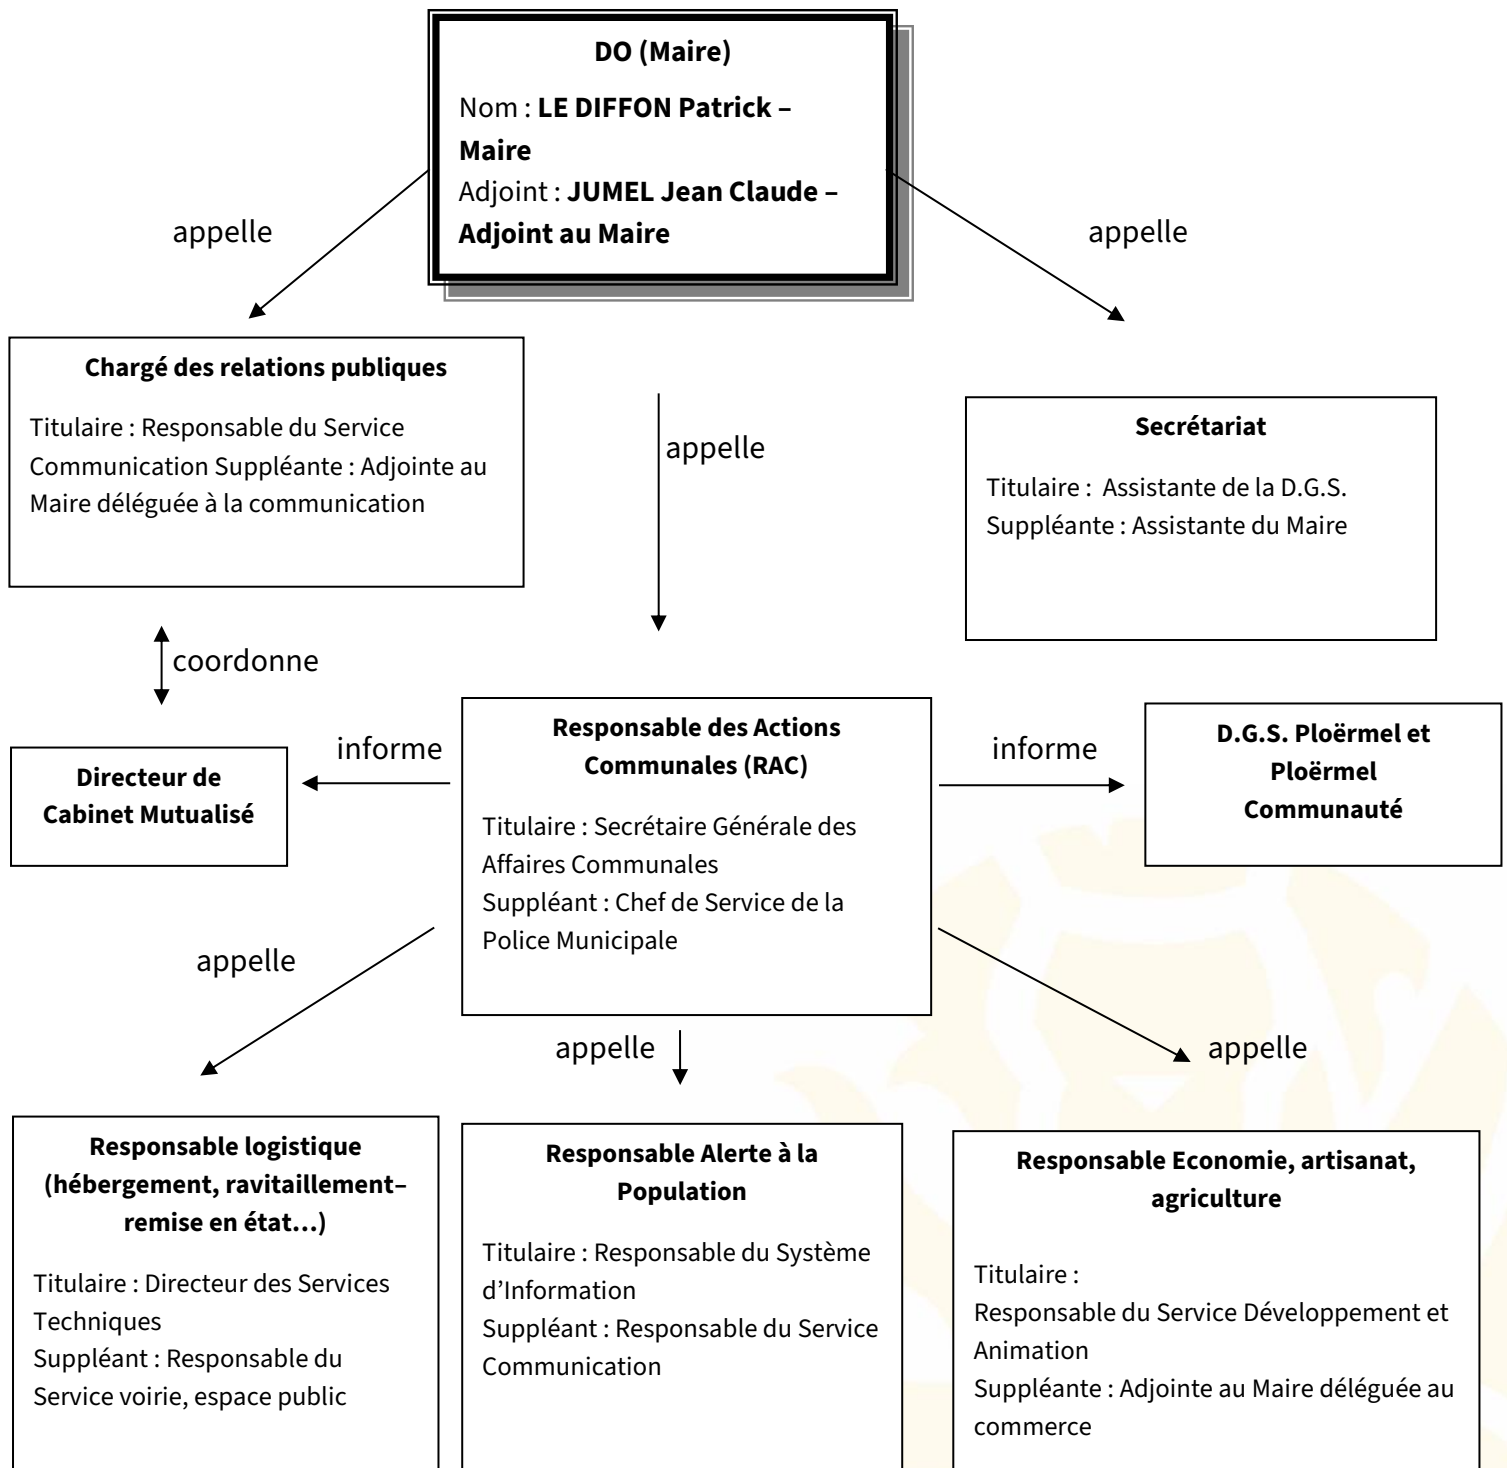 DO (Maire)
Nom : LE DIFFON Patrick –
Maire
Adjoint : JUMEL Jean Claude –
Adjoint au Maire
appelle
appelle
Chargé des relations publiques
Titulaire : Responsable du Service
Communication Suppléante : Adjointe au
Maire déléguée à la communication
appelle
Secrétariat
Titulaire : Assistante de la D.G.S.
Suppléante : Assistante du Maire
coordonne
Directeur de
Cabinet Mutualisé
informe
Responsable des Actions
Communales (RAC)
Titulaire : Secrétaire Générale des
Affaires Communales
Suppléant : Chef de Service de la
Police Municipale
informe
D.G.S. Ploërmel et
Ploërmel
Communauté
appelle
appelle
appelle
Responsable logistique
(hébergement, ravitaillement–
remise en état…)
Titulaire : Directeur des Services
Techniques
Suppléant : Responsable du
Service voirie, espace public
Responsable Alerte à la
Population
Titulaire : Responsable du Système
d’Information
Suppléant : Responsable du Service
Communication
Responsable Economie, artisanat,
agriculture
Titulaire :
Responsable du Service Développement et
Animation
Suppléante : Adjointe au Maire déléguée au
commerce